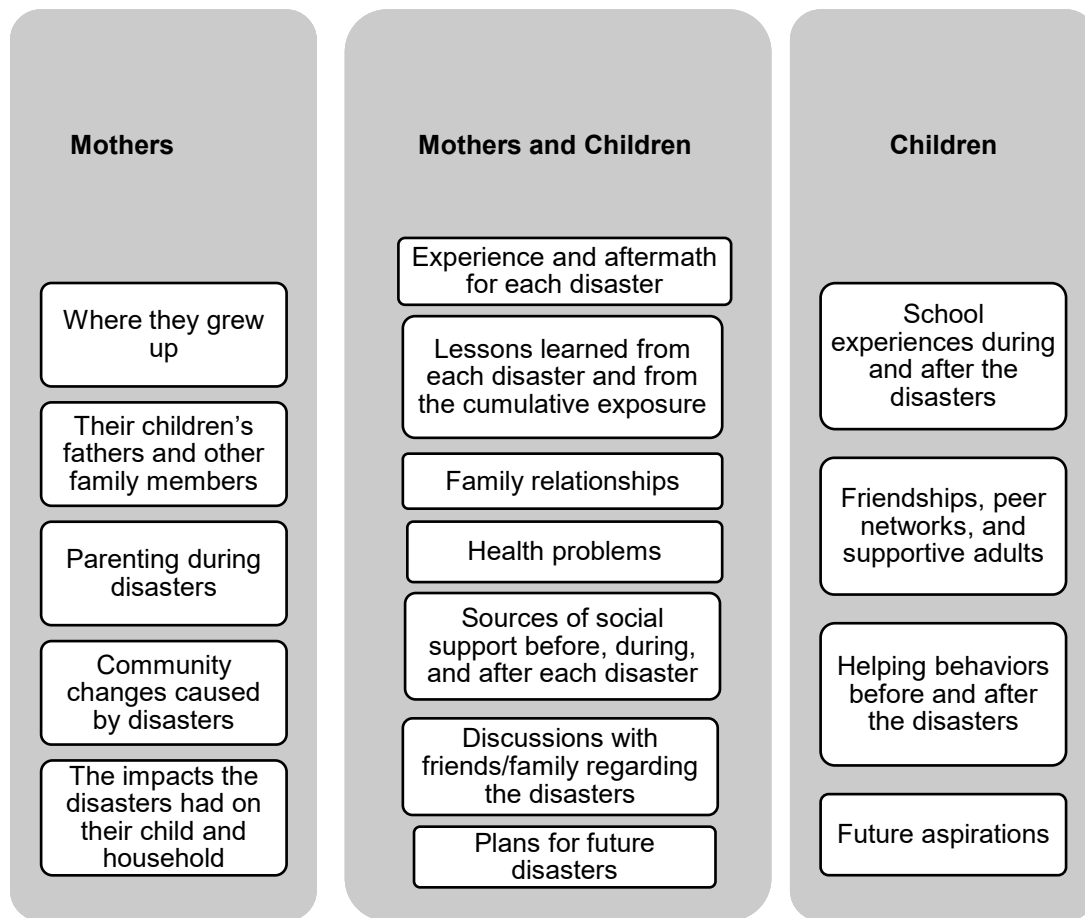 Mothers
Where they grew
up
Their children’s
fathers and other
family members
Parenting during
disasters
Community
changes caused
by disasters
The impacts the
disasters had on
their child and
household
Mothers and Children
Experience and aftermath
for each disaster
Lessons learned from
each disaster and from
the cumulative exposure
Family relationships
Health problems
Sources of social
support before, during,
and after each disaster
Discussions with
friends/family regarding
the disasters
Plans for future
disasters
Children
School
experiences during
and after the
disasters
Friendships, peer
networks, and
supportive adults
Helping behaviors
before and after
the disasters
Future aspirations